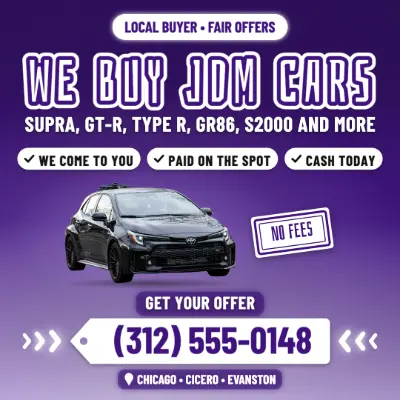 LOCAL BUYER • FAIR OFFERS
WE BUY JDM CARS
SUPRA, GT-R, TYPE R, GR86, S2000 AND MORE
WE COME TO YOU
PAID ON THE SPOT
CASH TODAY
NO FEES
GET YOUR OFFER
(312) 555-0148
CHICAGO • CICERO • EVANSTON